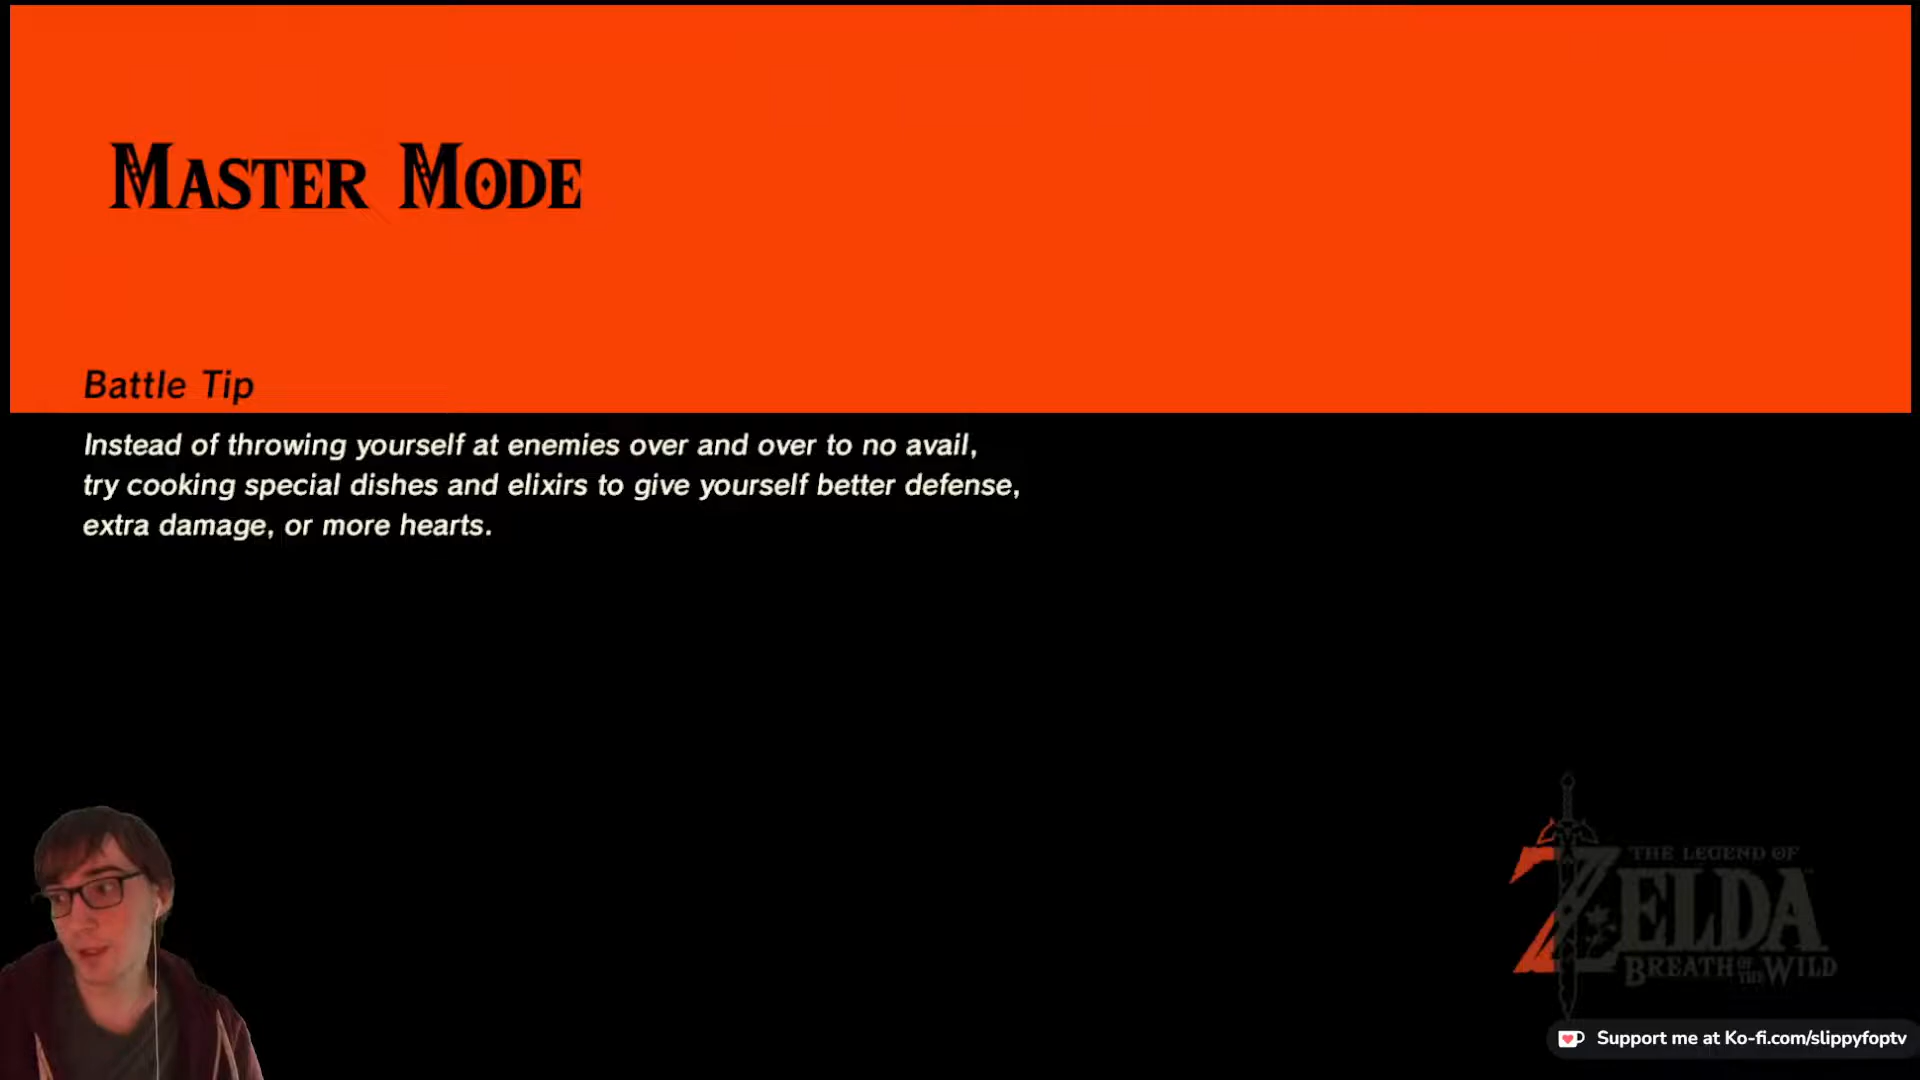 MASTER MODE
Battle Tip
Instead of throwing yourself at enemies over and over to no avail,
try cooking special dishes and elixirs to give yourself better defense,
extra damage, or more hearts.
THE LEGEND OF
ZELDA
BREATH OF THE WILD
Support me at Ko-fi.com/slippyfoptv